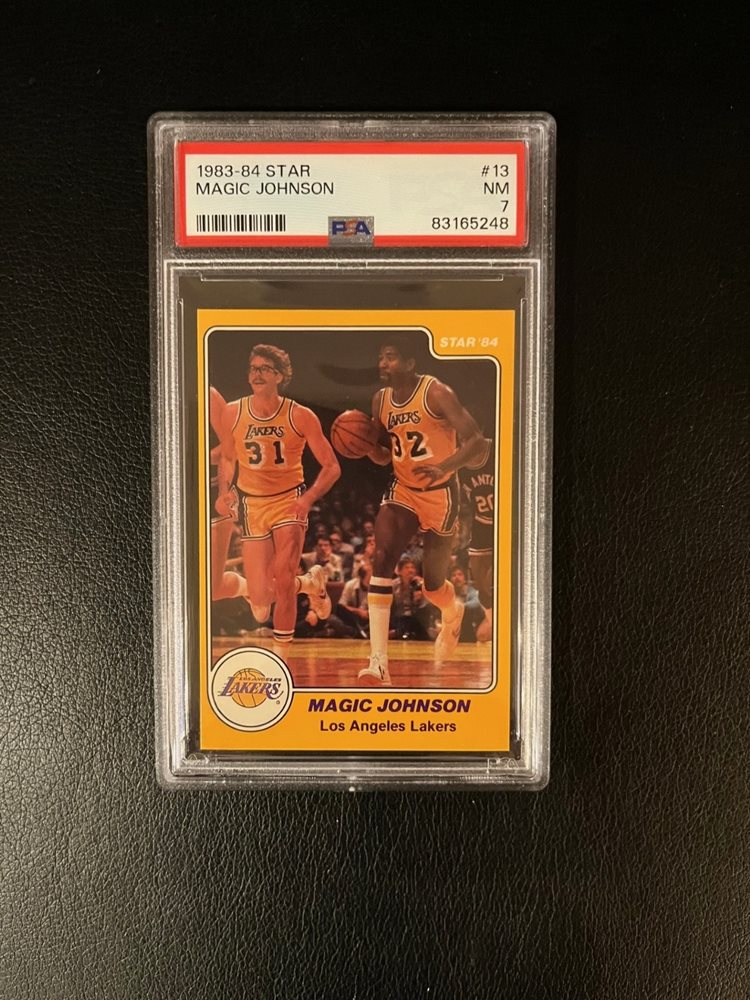 1983-84 STAR #13
MAGIC JOHNSON NM
7
PSA 83165248
STAR '84
LAKERS
31
LAKERS
32
ANT
20
LOS ANGELES
LAKERS
®
MAGIC JOHNSON
Los Angeles Lakers